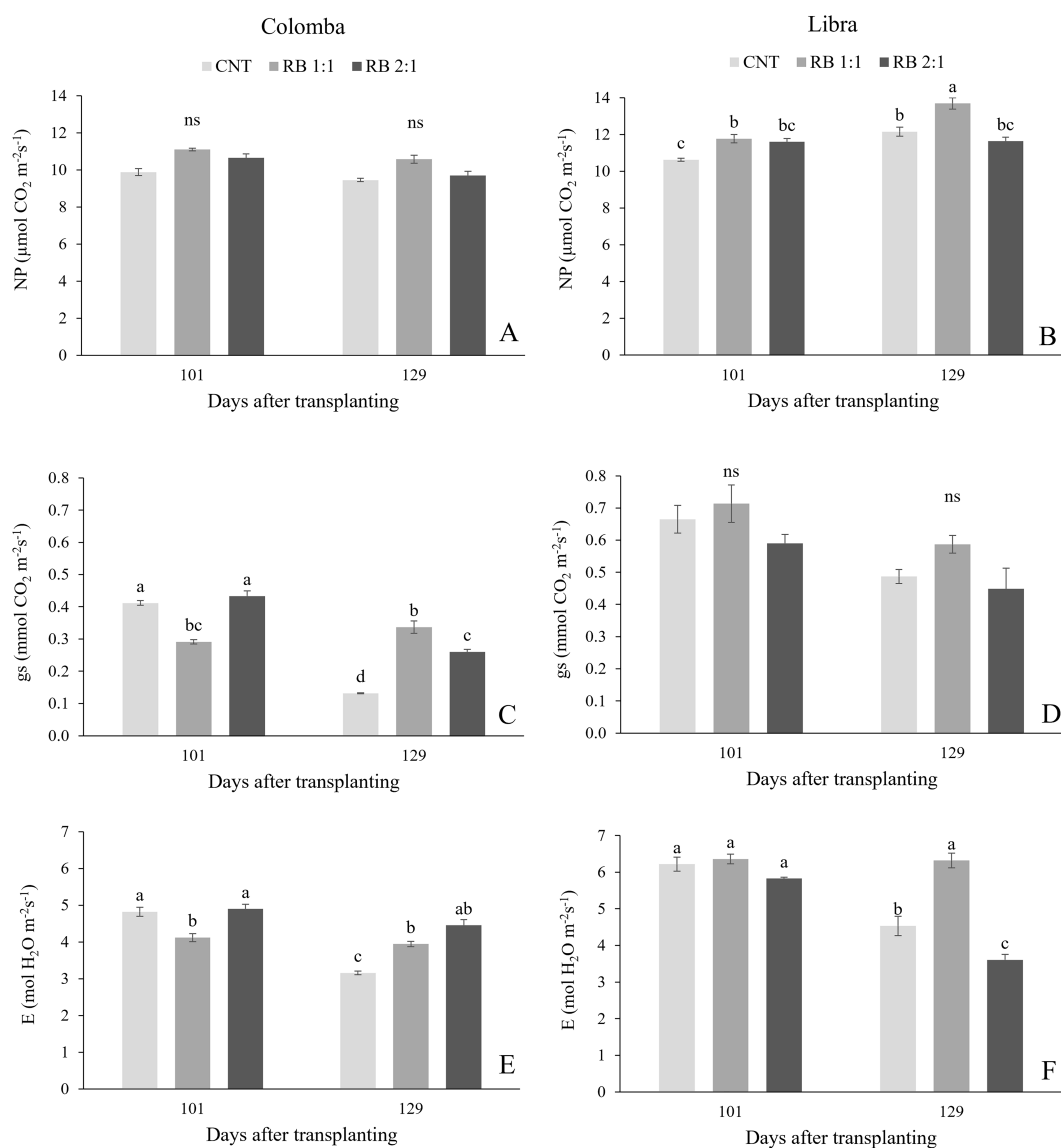 Colomba
CNT RB 1:1 RB 2:1
NP (µmol CO₂ m⁻²s⁻¹)
14
12
10
8
6
4
2
0
ns
ns
101
129
Days after transplanting
A
Libra
CNT RB 1:1 RB 2:1
NP (µmol CO₂ m⁻²s⁻¹)
14
12
10
8
6
4
2
0
c
b
bc
b
a
bc
101
129
Days after transplanting
B
gs (mmol CO₂ m⁻²s⁻¹)
0.8
0.7
0.6
0.5
0.4
0.3
0.2
0.1
0.0
a
bc
a
d
b
c
101
129
Days after transplanting
C
gs (mmol CO₂ m⁻²s⁻¹)
0.8
0.7
0.6
0.5
0.4
0.3
0.2
0.1
0.0
ns
ns
101
129
Days after transplanting
D
E (mol H₂O m⁻²s⁻¹)
7
6
5
4
3
2
1
0
a
b
a
c
b
ab
101
129
Days after transplanting
E
E (mol H₂O m⁻²s⁻¹)
7
6
5
4
3
2
1
0
a
a
a
b
a
c
101
129
Days after transplanting
F